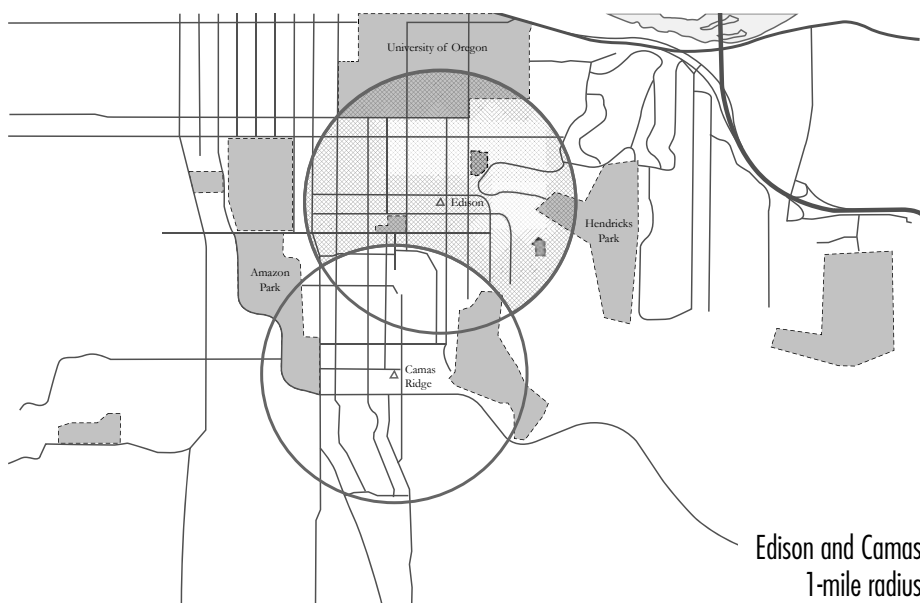 University of Oregon
Edison
Hendricks
Park
Amazon
Park
Camas
Ridge
Edison and Camas
1-mile radius